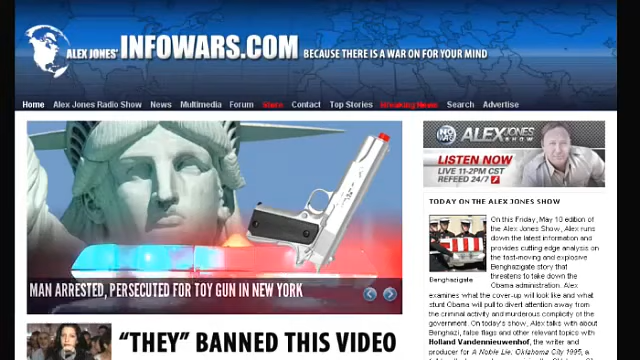 ALEX JONES' INFOWARS.COM BECAUSE THERE IS A WAR ON FOR YOUR MIND
Home Alex Jones Radio Show News Multimedia Forum Store Contact Top Stories Breaking News Search Advertise
ALEX JONES SHOW
LISTEN NOW
LIVE 11-2PM CST
REFEED 24/7
MAN ARRESTED, PERSECUTED FOR TOY GUN IN NEW YORK
"THEY" BANNED THIS VIDEO
TODAY ON THE ALEX JONES SHOW
On this Friday, May 10 edition of
the Alex Jones Show, Alex runs
down the latest information and
provides cutting edge analysis on
the fast-moving and explosive
Benghazigate story that
threatens to take down the
Obama administration. Alex
Benghazigate
examines what the cover-up will look like and what
stunt Obama will pull to divert attention away from
the criminal activity and murderous complicity of the
government. On today's show, Alex talks with about
Benghazi, false flags and other relevant topics with
Holland Vandennieuwenhof, the writer and
producer for A Noble Lie, Oklahoma City 1995, a